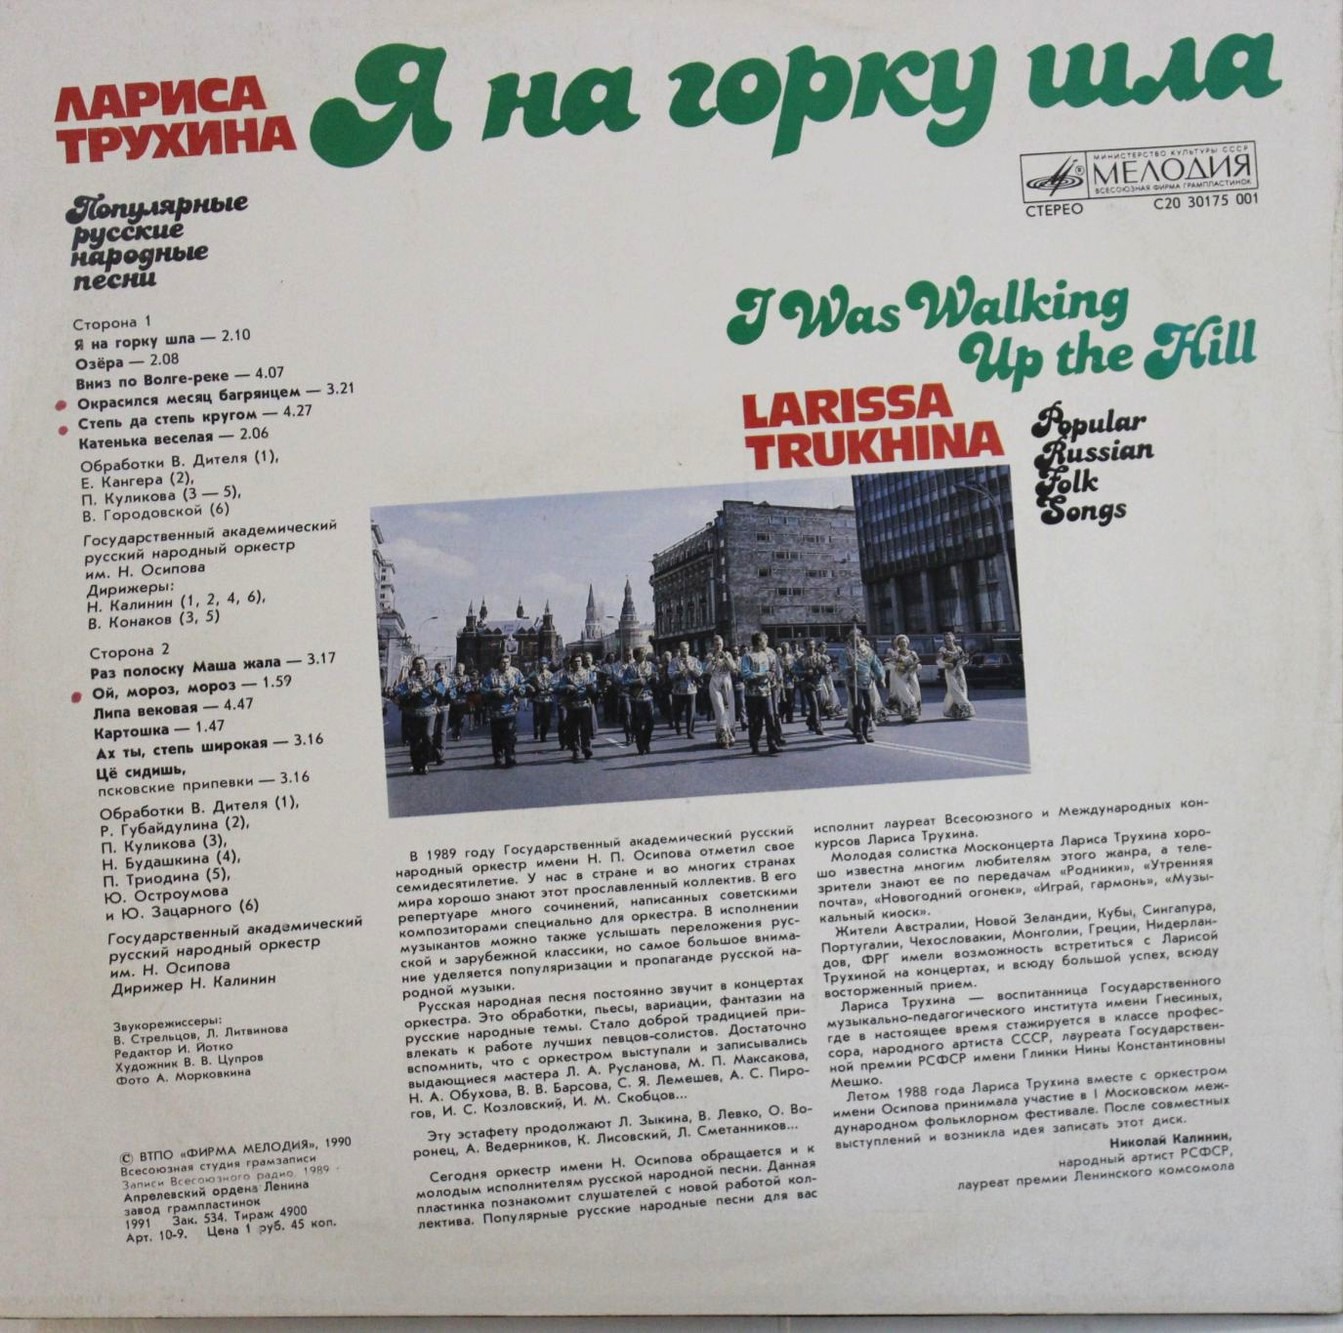 ЛАРИСА
ТРУХИНА
Я на горку шла
Популярные
русские
народные
песни
МИНИСТЕРСТВО КУЛЬТУРЫ СССР
МЕЛОДИЯ
ВСЕСОЮЗНАЯ ФИРМА ГРАМПЛАСТИНОК
СТЕРЕО
С20 30175 001
I Was Walking
Up the Hill
LARISSA
TRUKHINA
Popular
Russian
Folk
Songs
Сторона 1
Я на горку шла — 2.10
Озёра — 2.08
Вниз по Волге-реке — 4.07
Окрасился месяц багрянцем — 3.21
Степь да степь кругом — 4.27
Катенька веселая — 2.06
Обработки В. Дителя (1),
Е. Кангера (2),
П. Куликова (3 — 5),
В. Городовской (6)
Государственный академический
русский народный оркестр
им. Н. Осипова
Дирижеры:
Н. Калинин (1, 2, 4, 6),
В. Конаков (3, 5)
Сторона 2
Раз полоску Маша жала — 3.17
Ой, мороз, мороз — 1.59
Липа вековая — 4.47
Картошка — 1.47
Ах ты, степь широкая — 3.16
Цё сидишь,
псковские припевки — 3.16
Обработки В. Дителя (1),
Р. Губайдулина (2),
П. Куликова (3),
Н. Будашкина (4),
П. Триодина (5),
Ю. Остроумова
и Ю. Зацарного (6)
Государственный академический
русский народный оркестр
им. Н. Осипова
Дирижер Н. Калинин
Звукорежиссеры:
В. Стрельцов, Л. Литвинова
Редактор И. Йотко
Художник В. В. Цупров
Фото А. Морковкина
© ВТПО «ФИРМА МЕЛОДИЯ», 1990
Всесоюзная студия грамзаписи
Записи Всесоюзного радио, 1989
Апрелевский ордена Ленина
завод грампластинок
1991 Зак. 534. Тираж 4900
Арт. 10-9. Цена 1 руб. 45 коп.
В 1989 году Государственный академический русский
народный оркестр имени Н. П. Осипова отметил свое
семидесятилетие. У нас в стране и во многих странах
мира хорошо знают этот прославленный коллектив. В его
репертуаре много сочинений, написанных советскими
композиторами специально для оркестра. В исполнении
музыкантов можно также услышать переложения рус-
ской и зарубежной классики, но самое большое внима-
ние уделяется популяризации и пропаганде русской на-
родной музыки.
Русская народная песня постоянно звучит в концертах
оркестра. Это обработки, пьесы, вариации, фантазии на
русские народные темы. Стало доброй традицией при-
влекать к работе лучших певцов-солистов. Достаточно
вспомнить, что с оркестром выступали и записывались
выдающиеся мастера Л. А. Русланова, М. П. Максакова,
Н. А. Обухова, В. В. Барсова, С. Я. Лемешев, А. С. Пиро-
гов, И. С. Козловский, И. М. Скобцов...
Эту эстафету продолжают Л. Зыкина, В. Левко, О. Во-
ронец, А. Ведерников, К. Лисовский, Л. Сметанников...
Сегодня оркестр имени Н. Осипова обращается и к
молодым исполнителям русской народной песни. Данная
пластинка познакомит слушателей с новой работой кол-
лектива. Популярные русские народные песни для вас
исполнит лауреат Всесоюзного и Международных кон-
курсов Лариса Трухина.
Молодая солистка Москонцерта Лариса Трухина хоро-
шо известна многим любителям этого жанра, а теле-
зрители знают ее по передачам «Родники», «Утренняя
почта», «Новогодний огонек», «Играй, гармонь», «Музы-
кальный киоск».
Жители Австралии, Новой Зеландии, Кубы, Сингапура,
Португалии, Чехословакии, Монголии, Греции, Нидерлан-
дов, ФРГ имели возможность встретиться с Ларисой
Трухиной на концертах, и всюду большой успех, всюду
восторженный прием.
Лариса Трухина — воспитанница Государственного
музыкально-педагогического института имени Гнесиных,
где в настоящее время стажируется в классе профес-
сора, народного артиста СССР, лауреата Государствен-
ной премии РСФСР имени Глинки Нины Константиновны
Мешко.
Летом 1988 года Лариса Трухина вместе с оркестром
имени Осипова принимала участие в I Московском меж-
дународном фольклорном фестивале. После совместных
выступлений и возникла идея записать этот диск.
Николай Калинин,
народный артист РСФСР,
лауреат премии Ленинского комсомола